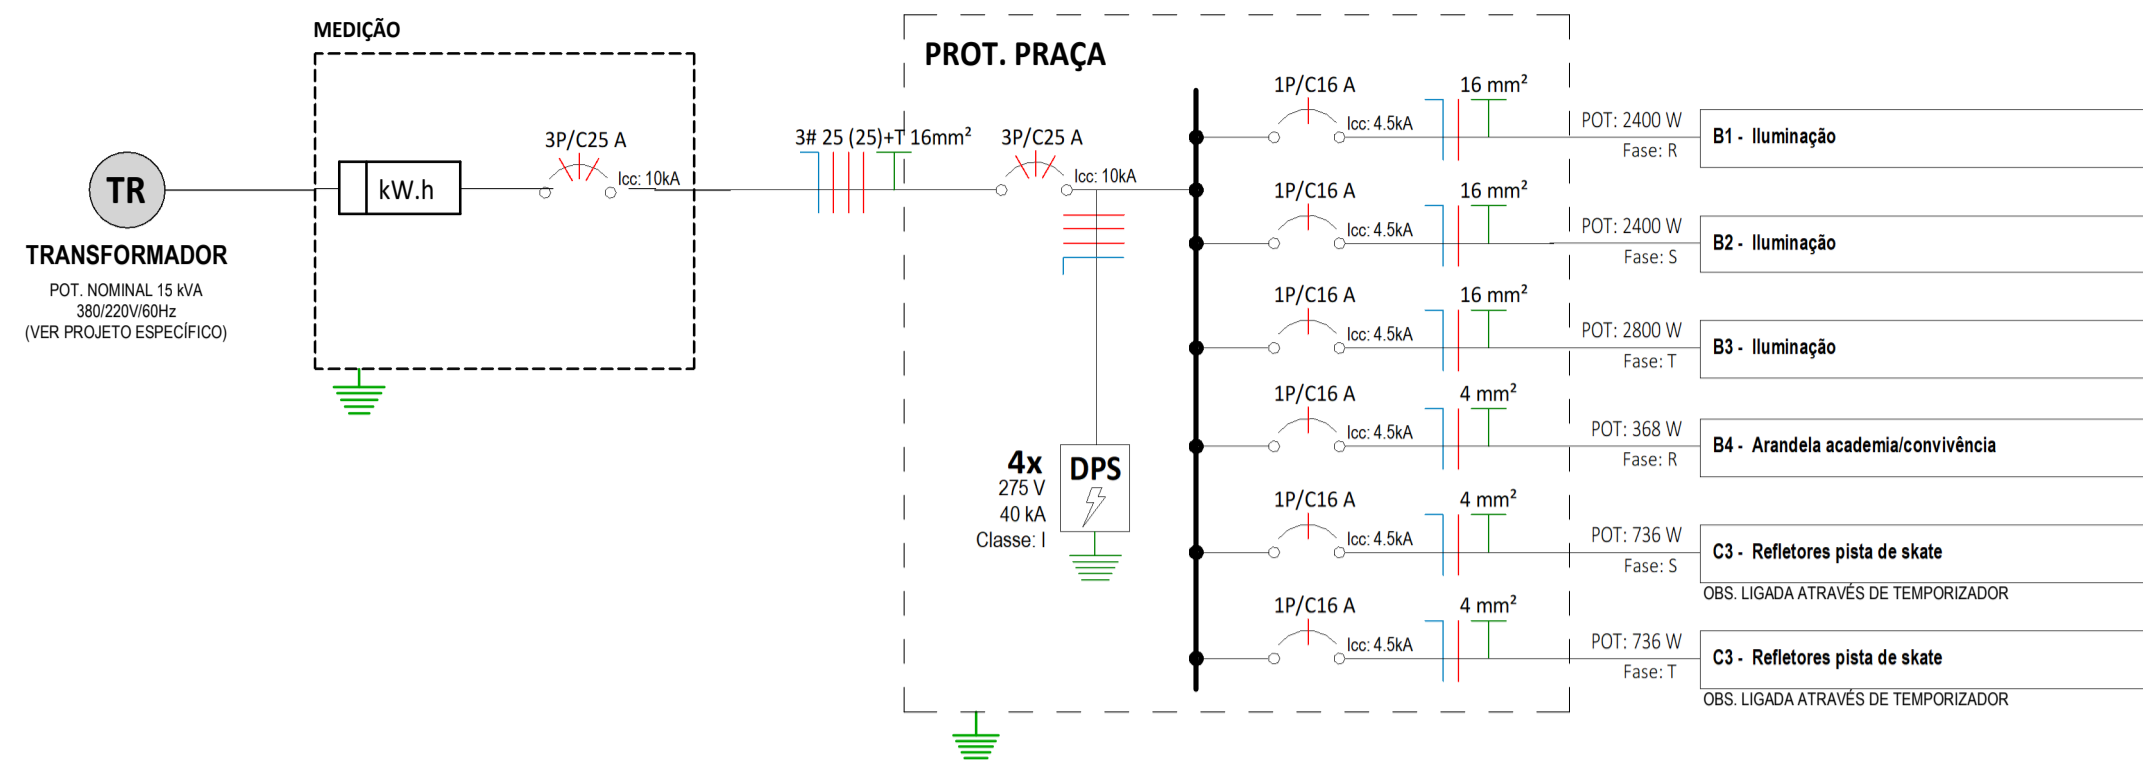 MEDIÇÃO
kW.h
3P/C25 A
Icc: 10kA
TR
TRANSFORMADOR
POT. NOMINAL 15 kVA
380/220V/60Hz
(VER PROJETO ESPECÍFICO)
3# 25 (25)+T 16mm²
PROT. PRAÇA
3P/C25 A
Icc: 10kA
4x
275 V
40 kA
Classe: I
DPS
1P/C16 A
Icc: 4.5kA
16 mm²
POT: 2400 W
Fase: R
B1 - Iluminação
1P/C16 A
Icc: 4.5kA
16 mm²
POT: 2400 W
Fase: S
B2 - Iluminação
1P/C16 A
Icc: 4.5kA
16 mm²
POT: 2800 W
Fase: T
B3 - Iluminação
1P/C16 A
Icc: 4.5kA
4 mm²
POT: 368 W
Fase: R
B4 - Arandela academia/convivência
1P/C16 A
Icc: 4.5kA
4 mm²
POT: 736 W
Fase: S
C3 - Refletores pista de skate
OBS. LIGADA ATRAVÉS DE TEMPORIZADOR
1P/C16 A
Icc: 4.5kA
4 mm²
POT: 736 W
Fase: T
C3 - Refletores pista de skate
OBS. LIGADA ATRAVÉS DE TEMPORIZADOR